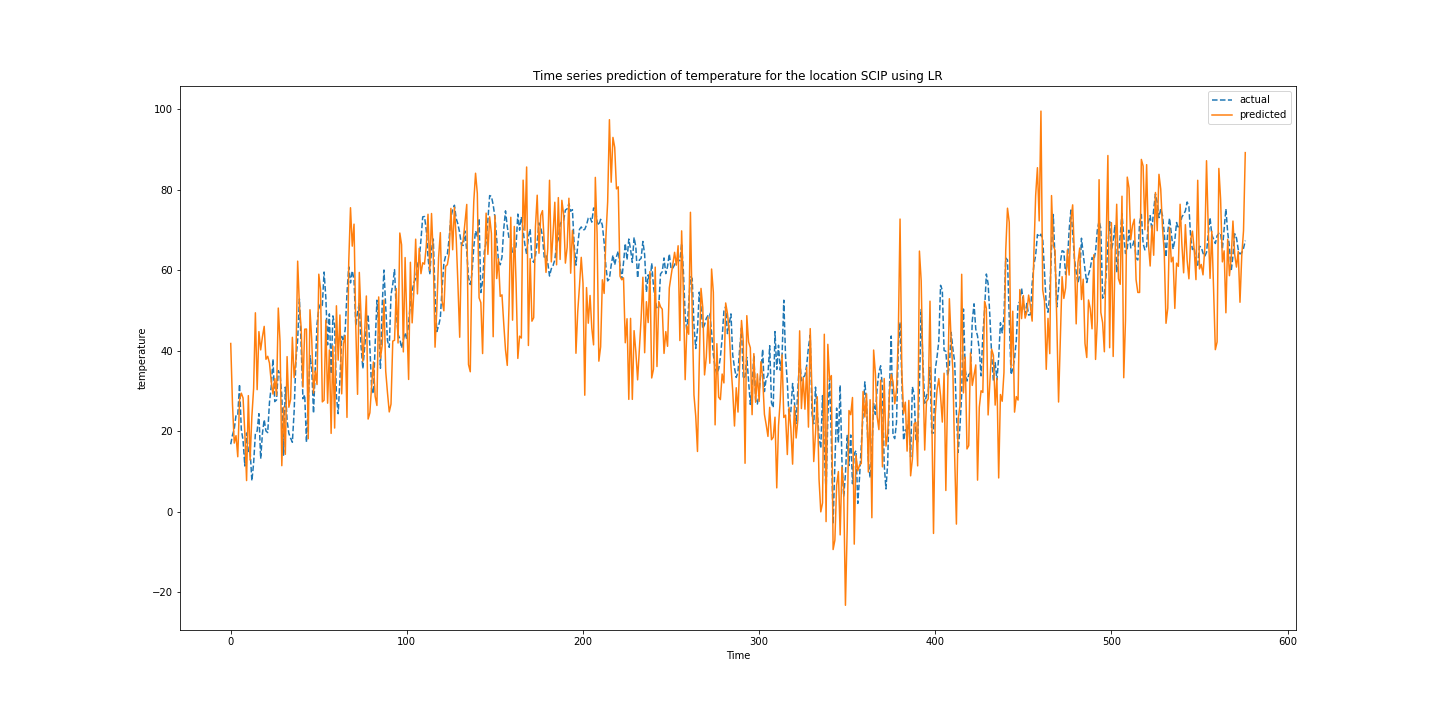 Time series prediction of temperature for the location SCIP using LR
actual
predicted
100
80
60
40
20
0
−20
temperature
0 100 200 300 400 500 600
Time